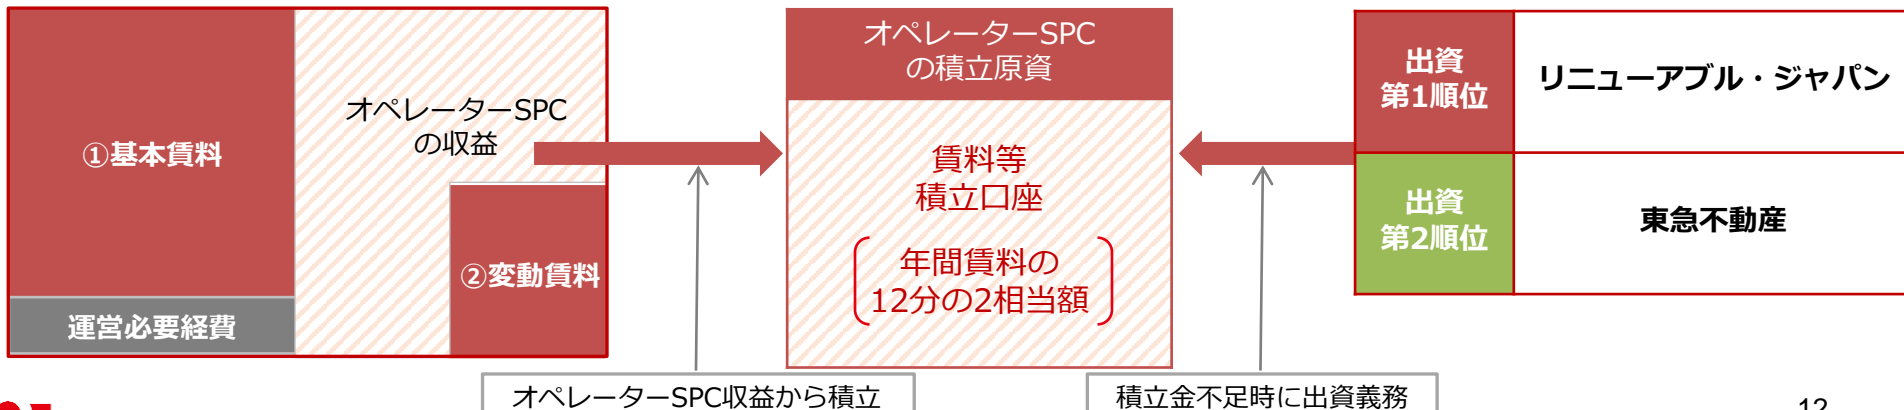 ①基本賃料
運営必要経費
オペレーターSPC
の収益
②変動賃料
オペレーターSPC
の積立原資
賃料等
積立口座
年間賃料の
12分の2相当額
出資
第1順位
リニューアブル・ジャパン
出資
第2順位
東急不動産
オペレーターSPC収益から積立
積立金不足時に出資義務
12